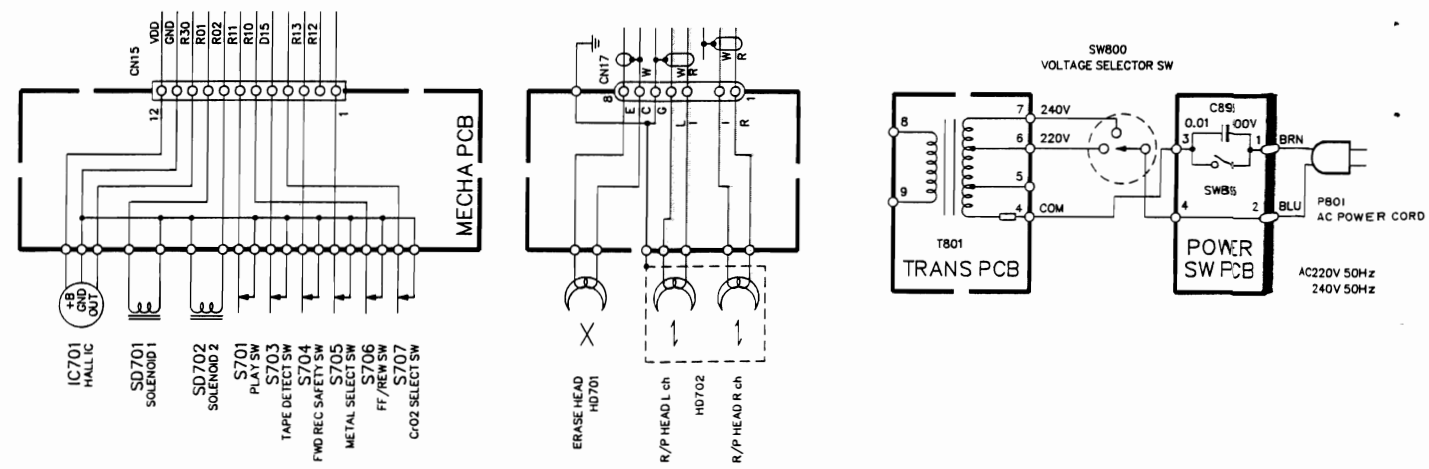 CN15
VDD
GND
R30
R01
R02
R11
R10
D15
R13
R12
12
1
MECHA PCB
+B
GND
OUT
IC701
HALL IC
SD701
SOLENOID 1
SD702
SOLENOID 2
S701
PLAY SW
S703
TAPE DETECT SW
S704
FWD REC SAFETY SW
S705
METAL SELECT SW
S706
FF/REW SW
S707
CrO2 SELECT SW
CN17
W
W
R
W
R
8
1
E
C
G
L
I
I
R
ERASE HEAD
HD701
R/P HEAD L ch
HD702
R/P HEAD R ch
SW800
VOLTAGE SELECTOR SW
8
9
7
240V
6
220V
5
4
COM
T801
TRANS PCB
0.01
3
1
BRN
4
2
BLU
POWER
SW PCB
P801
AC POWER CORD
AC220V 50Hz
240V 50Hz